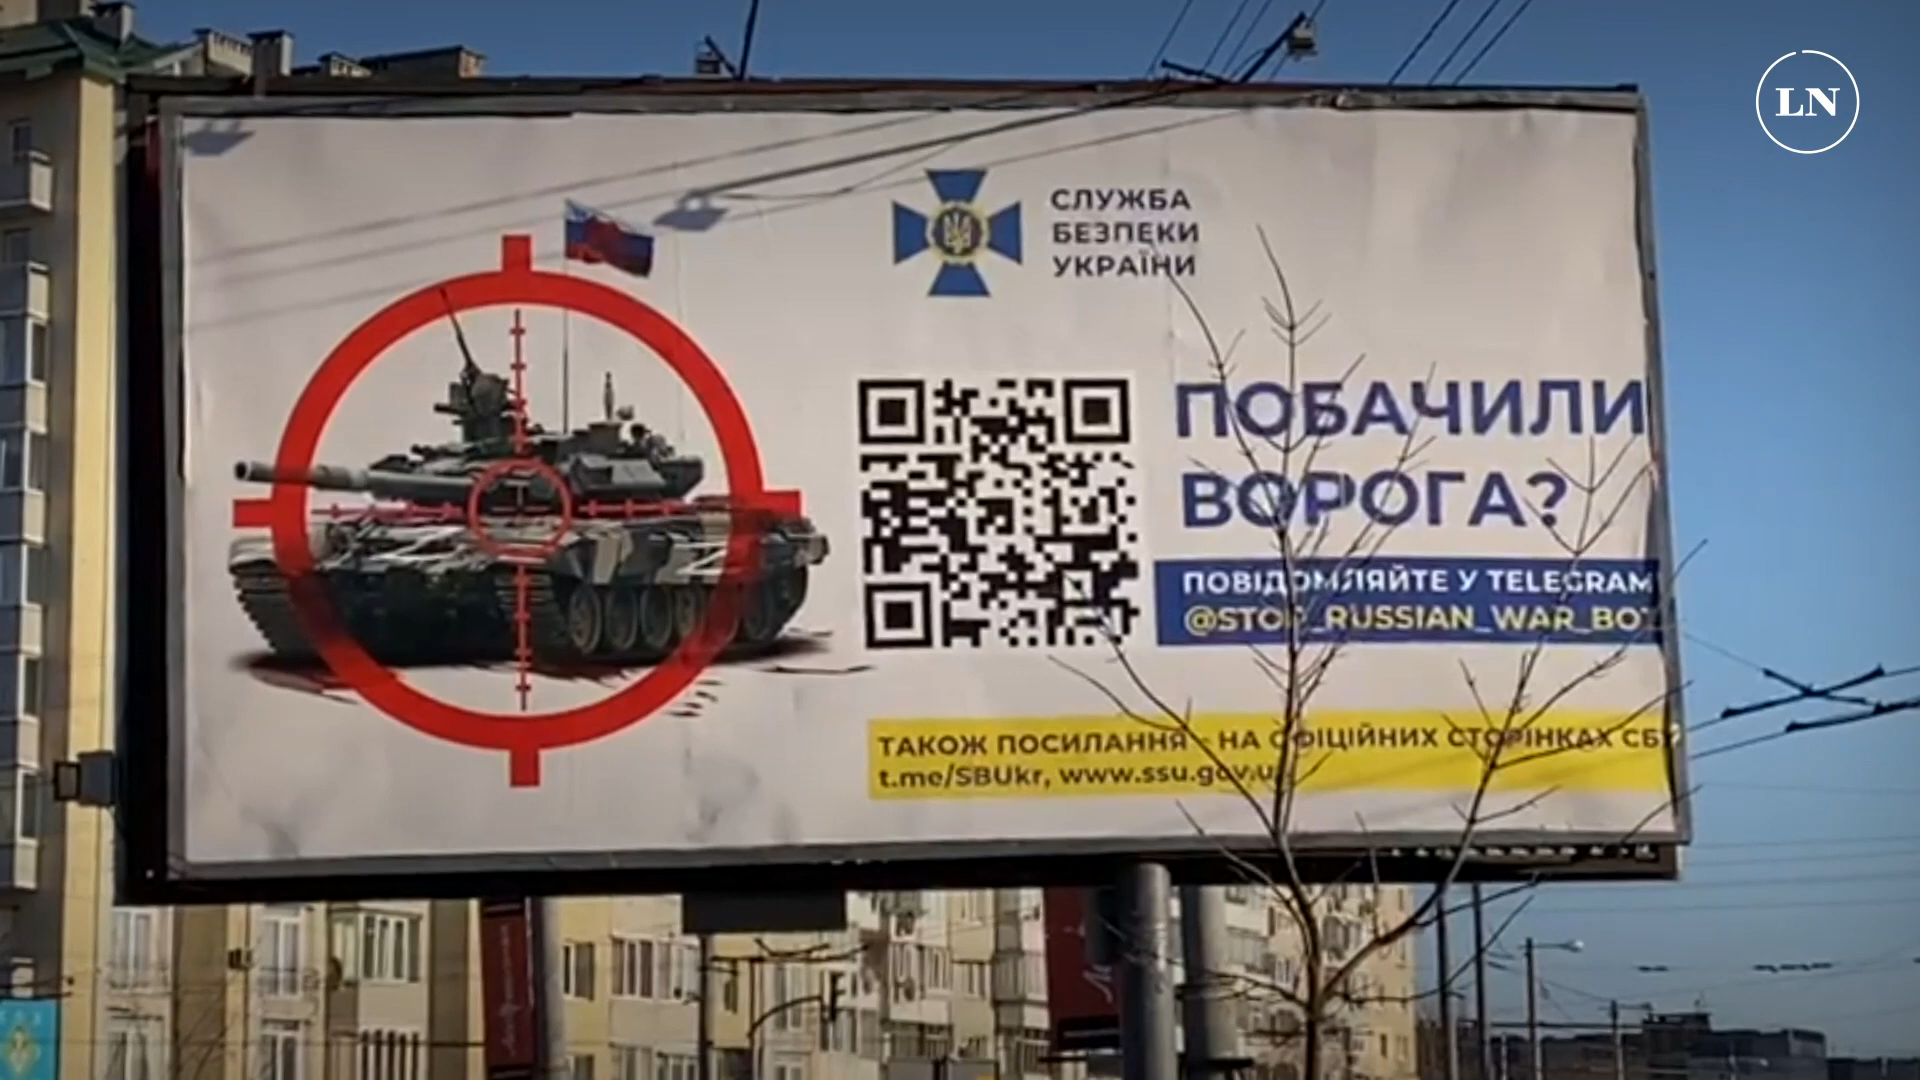 LN
СЛУЖБА
БЕЗПЕКИ
УКРАЇНИ
ПОБАЧИЛИ
ВОРОГА?
ПОВІДОМЛЯЙТЕ У TELEGRAM
@STOP_RUSSIAN_WAR_BOT
ТАКОЖ ПОСИЛАННЯ - НА ОФІЦІЙНИХ СТОРІНКАХ СБУ
t.me/SBUkr, www.ssu.gov.ua